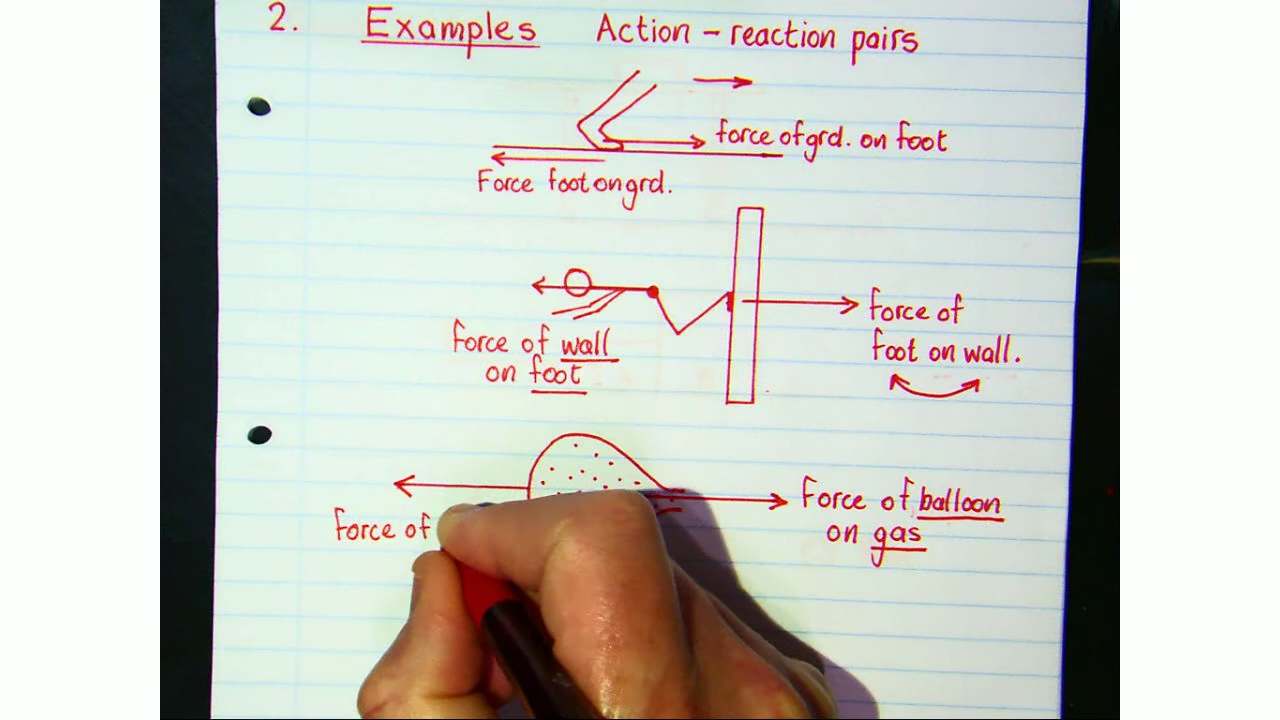 2. Examples Action - reaction pairs
force of grd. on foot
Force foot on grd.
force of
foot on wall.
Force of wall
on foot
Force of balloon
on gas
Force of